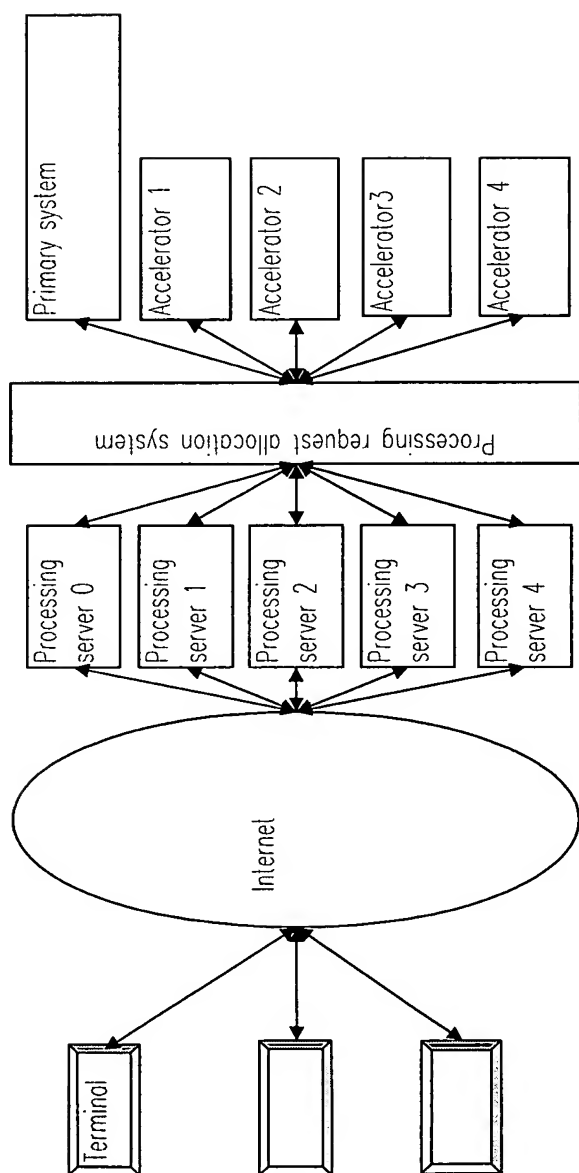 Terminal
Internet
Processing
server 0
Processing
server 1
Processing
server 2
Processing
server 3
Processing
server 4
Processing request allocation system
Primary system
Accelerator 1
Accelerator 2
Accelerator3
Accelerator 4